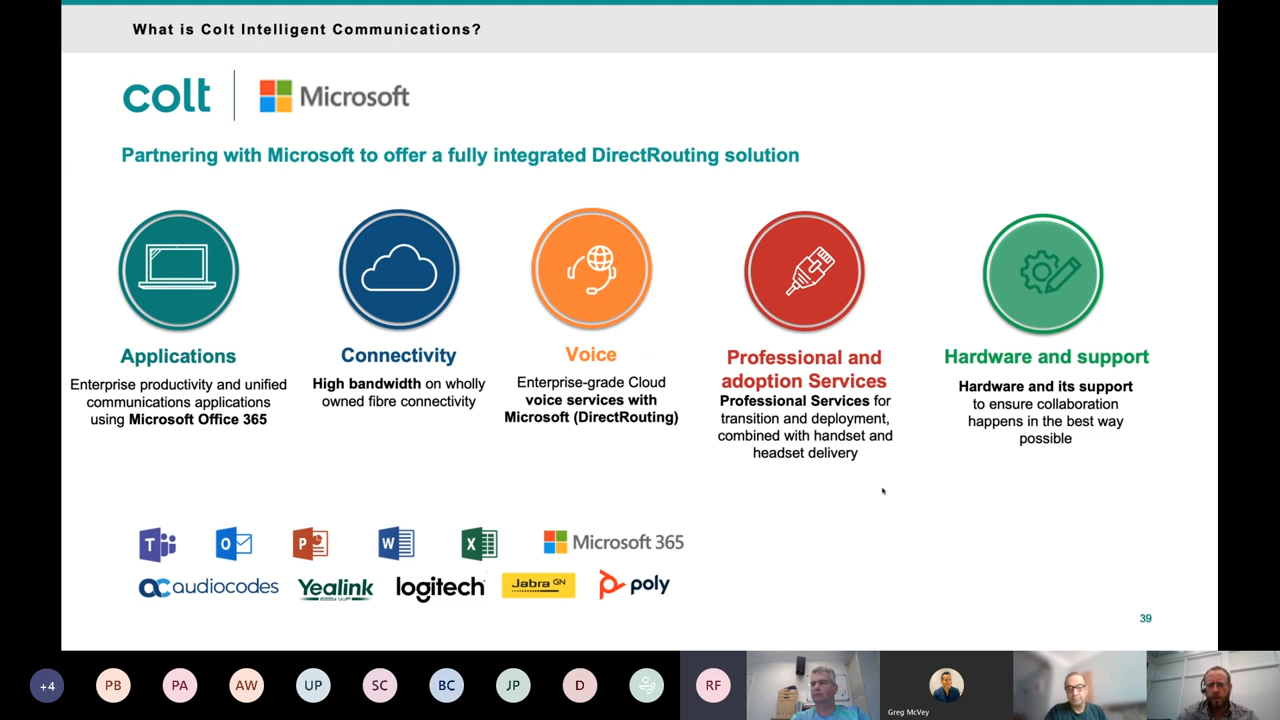 What is Colt Intelligent Communications?
colt
Microsoft
Partnering with Microsoft to offer a fully integrated DirectRouting solution
Applications
Enterprise productivity and unified
communications applications
using Microsoft Office 365
Connectivity
High bandwidth on wholly
owned fibre connectivity
Voice
Enterprise-grade Cloud
voice services with
Microsoft (DirectRouting)
Professional and
adoption Services
Professional Services for
transition and deployment,
combined with handset and
headset delivery
Hardware and support
Hardware and its support
to ensure collaboration
happens in the best way
possible
T
O
P
W
X
Microsoft 365
audiocodes
Yealink
EASY VoIP
logitech
Jabra GN
poly
39
+4
PB
PA
AW
UP
SC
BC
JP
D
RF
Greg McVey